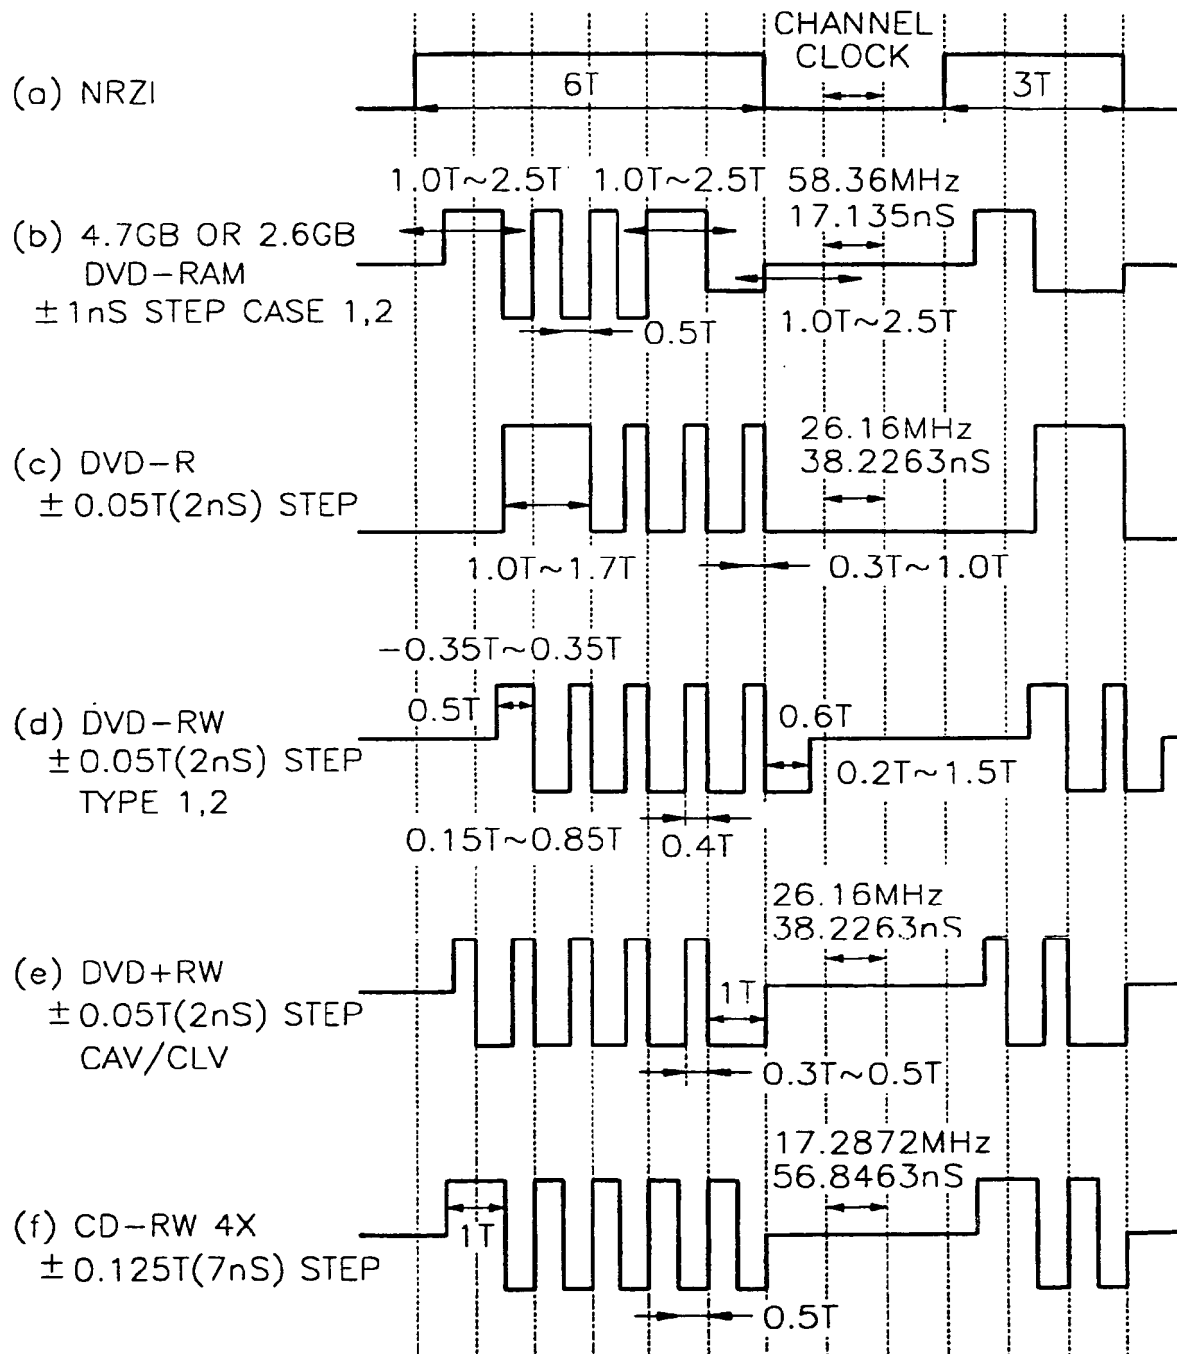 CHANNEL
CLOCK
(a) NRZI
6T
3T
1.0T~2.5T
1.0T~2.5T
58.36MHz
17.135nS
(b) 4.7GB OR 2.6GB
DVD-RAM
±1nS STEP CASE 1,2
0.5T
1.0T~2.5T
(c) DVD-R
±0.05T(2nS) STEP
26.16MHz
38.2263nS
1.0T~1.7T
0.3T~1.0T
-0.35T~0.35T
(d) DVD-RW
±0.05T(2nS) STEP
TYPE 1,2
0.5T
0.6T
0.2T~1.5T
0.15T~0.85T
0.4T
26.16MHz
38.2263nS
(e) DVD+RW
±0.05T(2nS) STEP
CAV/CLV
1T
0.3T~0.5T
17.2872MHz
56.8463nS
(f) CD-RW 4X
±0.125T(7nS) STEP
1T
0.5T